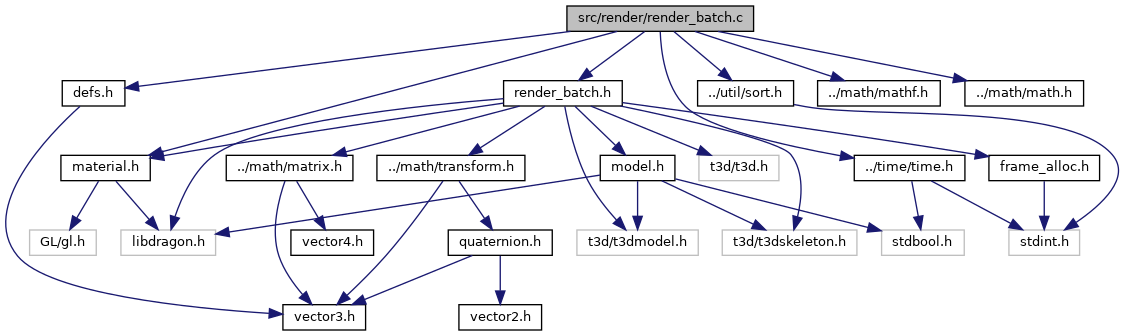 src/render/render_batch.c
defs.h
render_batch.h
../util/sort.h
../math/mathf.h
../math/math.h
material.h
../math/matrix.h
../math/transform.h
model.h
t3d/t3d.h
../time/time.h
frame_alloc.h
GL/gl.h
libdragon.h
vector4.h
quaternion.h
t3d/t3dmodel.h
t3d/t3dskeleton.h
stdbool.h
stdint.h
vector3.h
vector2.h